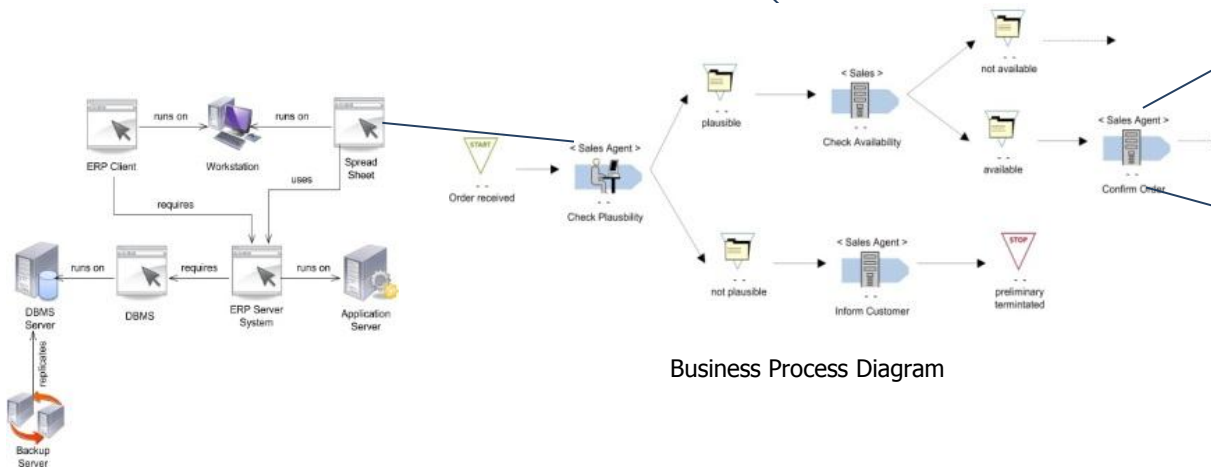 runs on
runs on
ERP Client
Workstation
Spread
Sheet
uses
requires
runs on
requires
runs on
DBMS
Server
DBMS
ERP Server
System
Application
Server
replicates
Backup
Server
START
- -
Order received
< Sales Agent >
- -
Check Plausbility
- -
plausible
< Sales >
- -
Check Availability
- -
not available
- -
available
< Sales Agent >
- -
Confirm Order
- -
not plausible
< Sales Agent >
- -
Inform Customer
STOP
- -
preliminary
termintated
Business Process Diagram